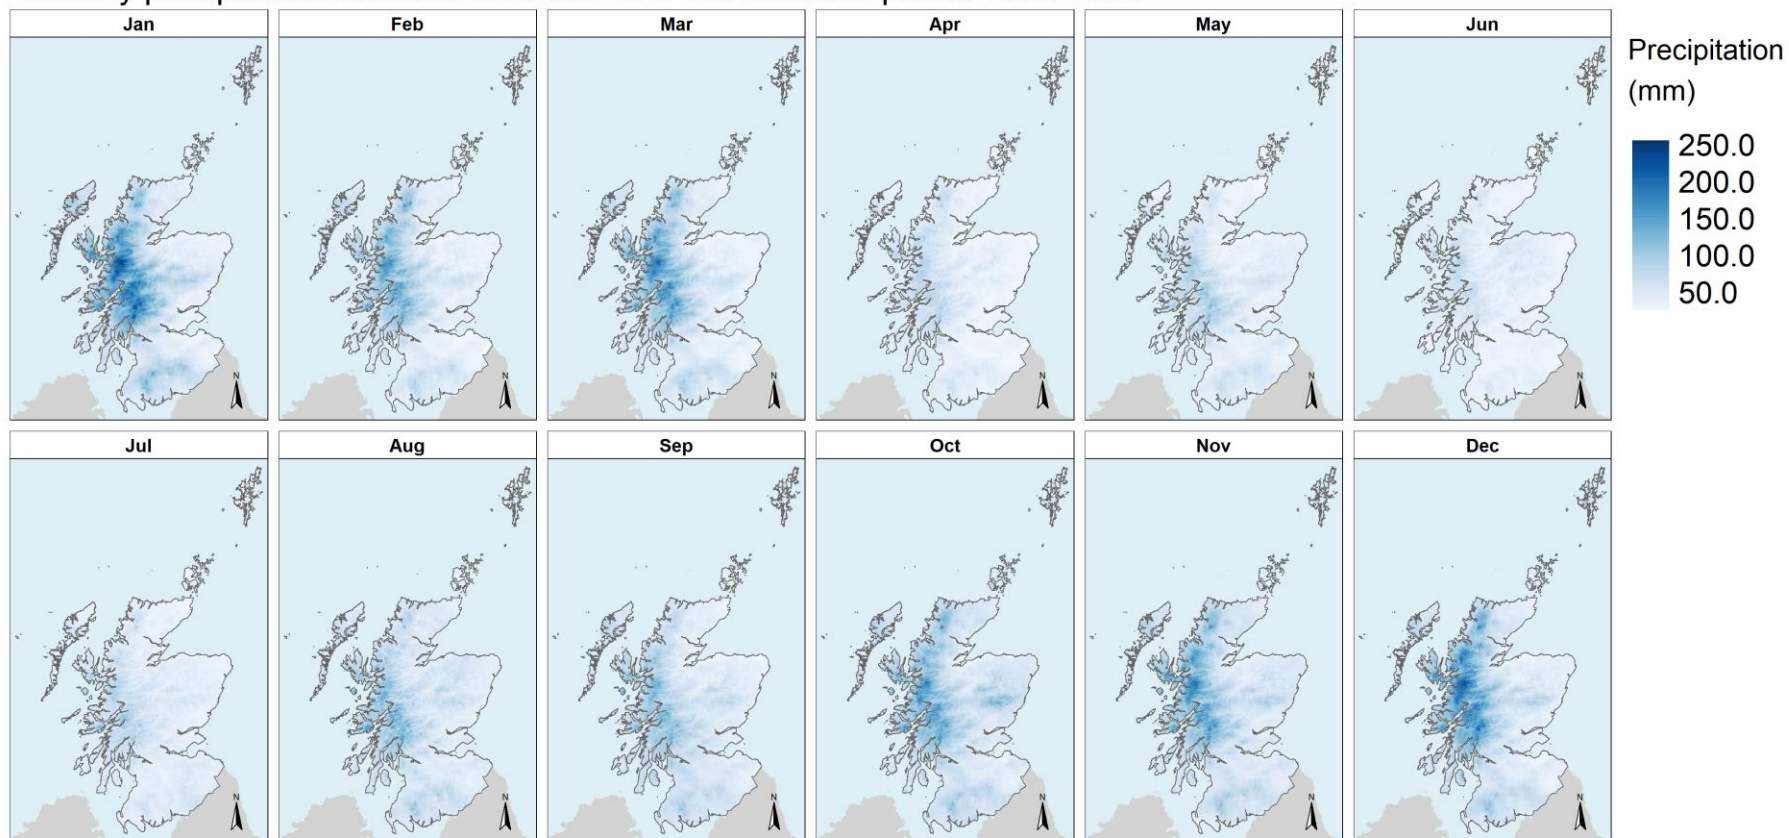 Jan Feb Mar Apr May Jun
Precipitation
(mm)
250.0
200.0
150.0
100.0
50.0
N N N N N N
Jul Aug Sep Oct Nov Dec
N N N N N N